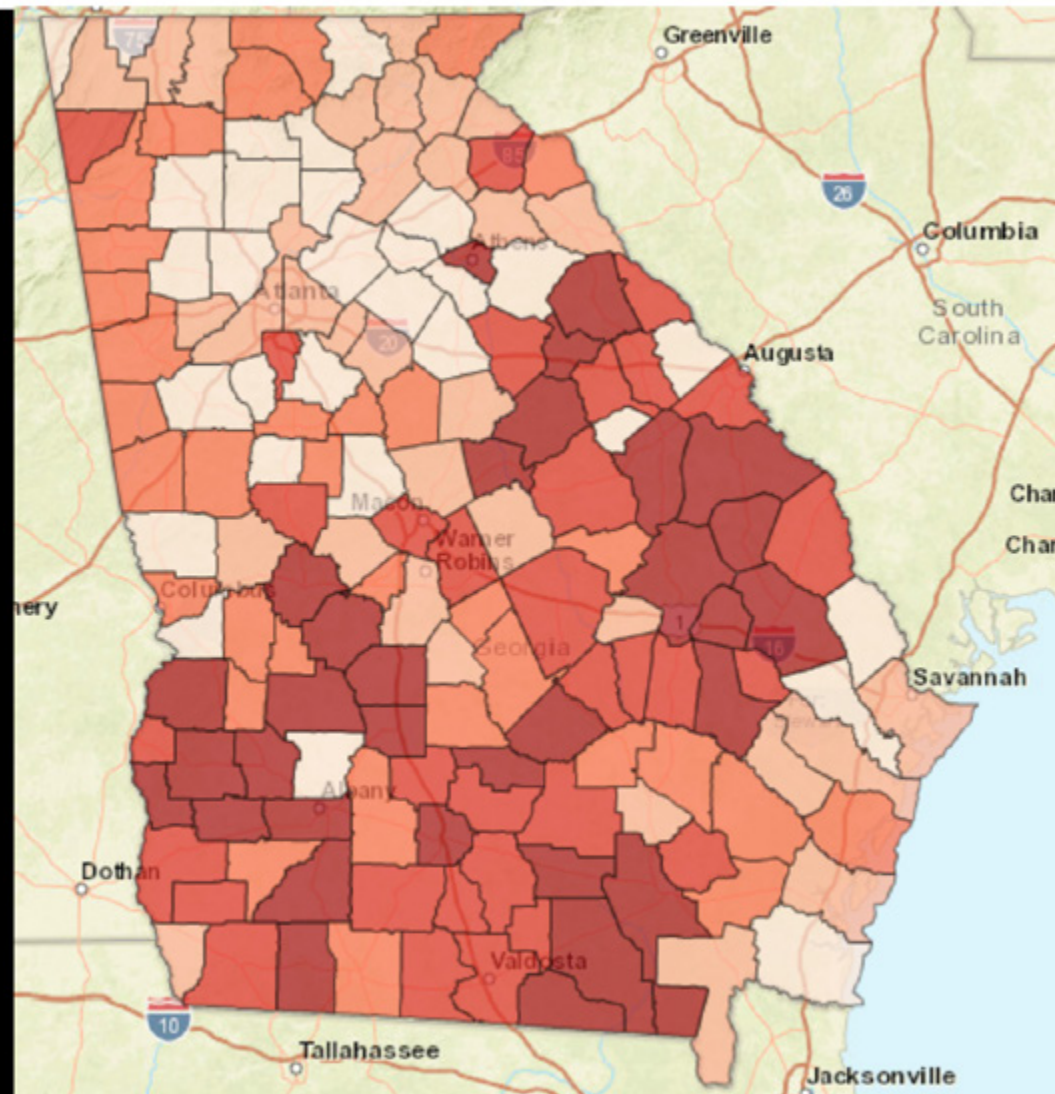 75
Greenville
85
26
Columbia
Athens
Atlanta
South
Carolina
20
Augusta
Macon
Char
Warner
Robins
Char
Columbus
nery
1
16
Georgia
Savannah
Stewart
Albany
Dothan
Valdosta
10
Tallahassee
Jacksonville